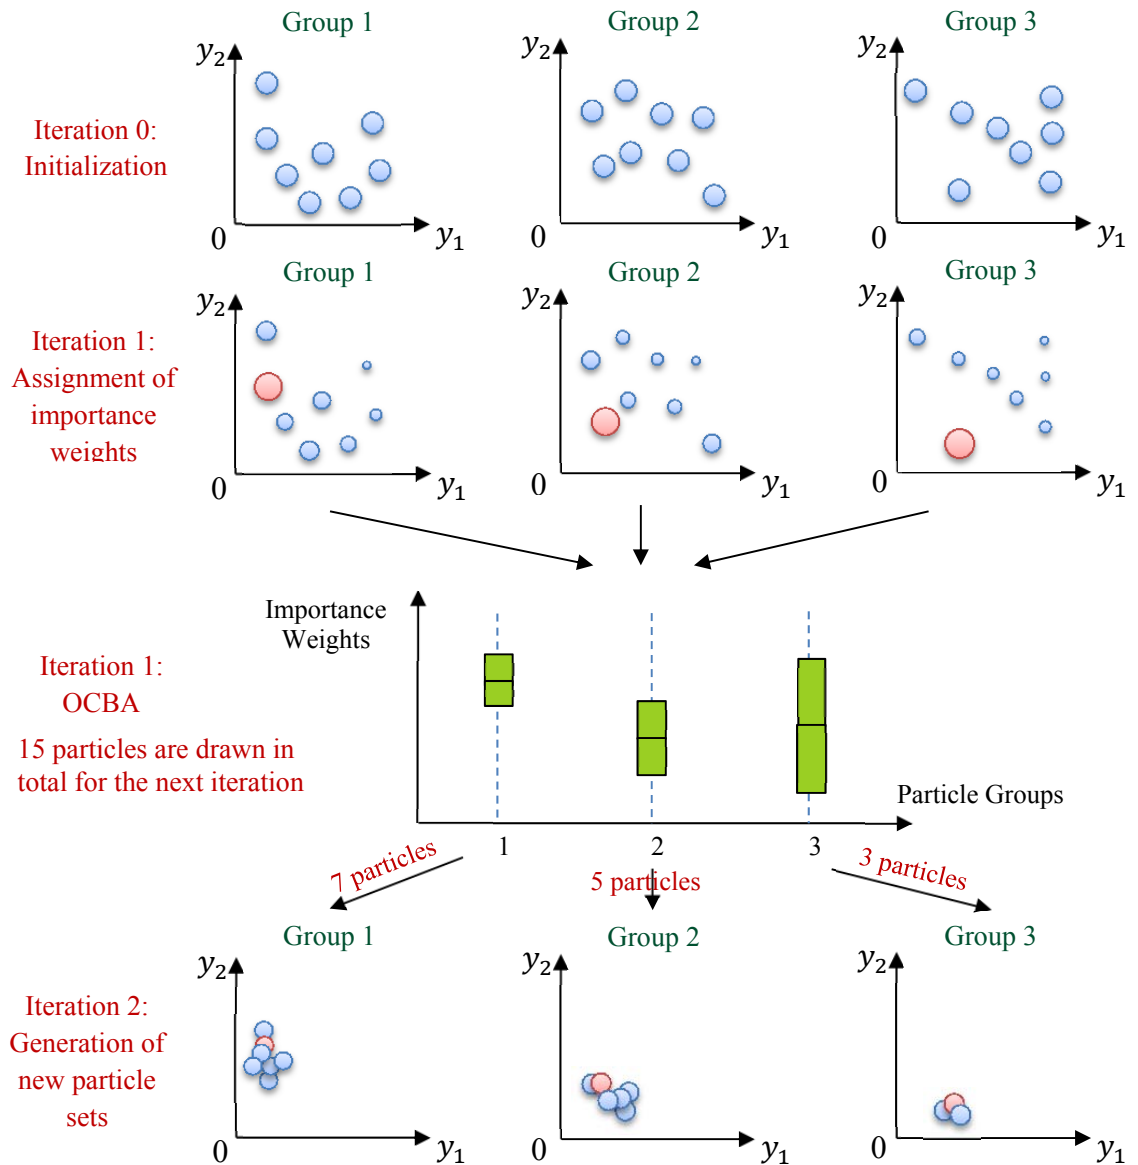 Group 1
Group 2
Group 3
y₂
y₂
y₂
Iteration 0:
Initialization
0
y₁
0
y₁
0
y₁
Group 1
Group 2
Group 3
y₂
y₂
y₂
Iteration 1:
Assignment of
importance
weights
0
y₁
0
y₁
0
y₁
Importance
Weights
Iteration 1:
OCBA
15 particles are drawn in
total for the next iteration
Particle Groups
1
2
3
7 particles
5 particles
3 particles
Group 1
Group 2
Group 3
y₂
y₂
y₂
Iteration 2:
Generation of
new particle
sets
0
y₁
0
y₁
0
y₁